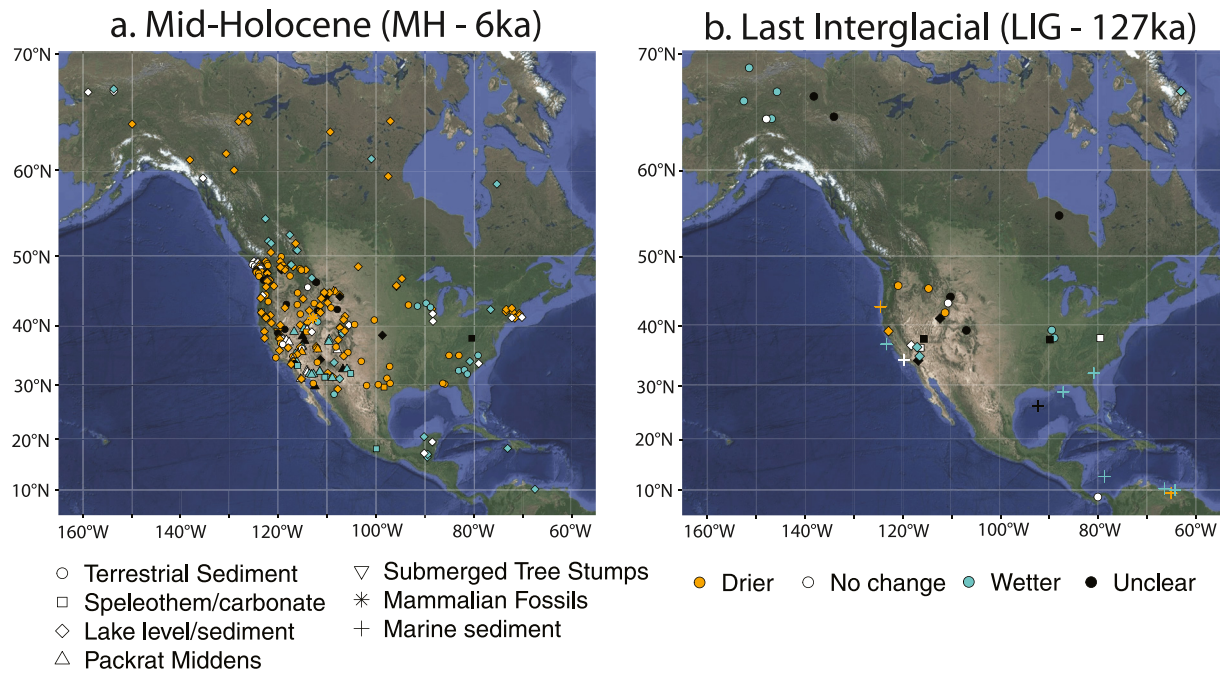 a. Mid-Holocene (MH - 6ka)
b. Last Interglacial (LIG - 127ka)
70°N
60°N
50°N
40°N
30°N
20°N
10°N
160°W 140°W 120°W 100°W 80°W 60°W
70°N
60°N
50°N
40°N
30°N
20°N
10°N
160°W 140°W 120°W 100°W 80°W 60°W
Terrestrial Sediment
Speleothem/carbonate
Lake level/sediment
Packrat Middens
Submerged Tree Stumps
Mammalian Fossils
Marine sediment
Drier No change Wetter Unclear